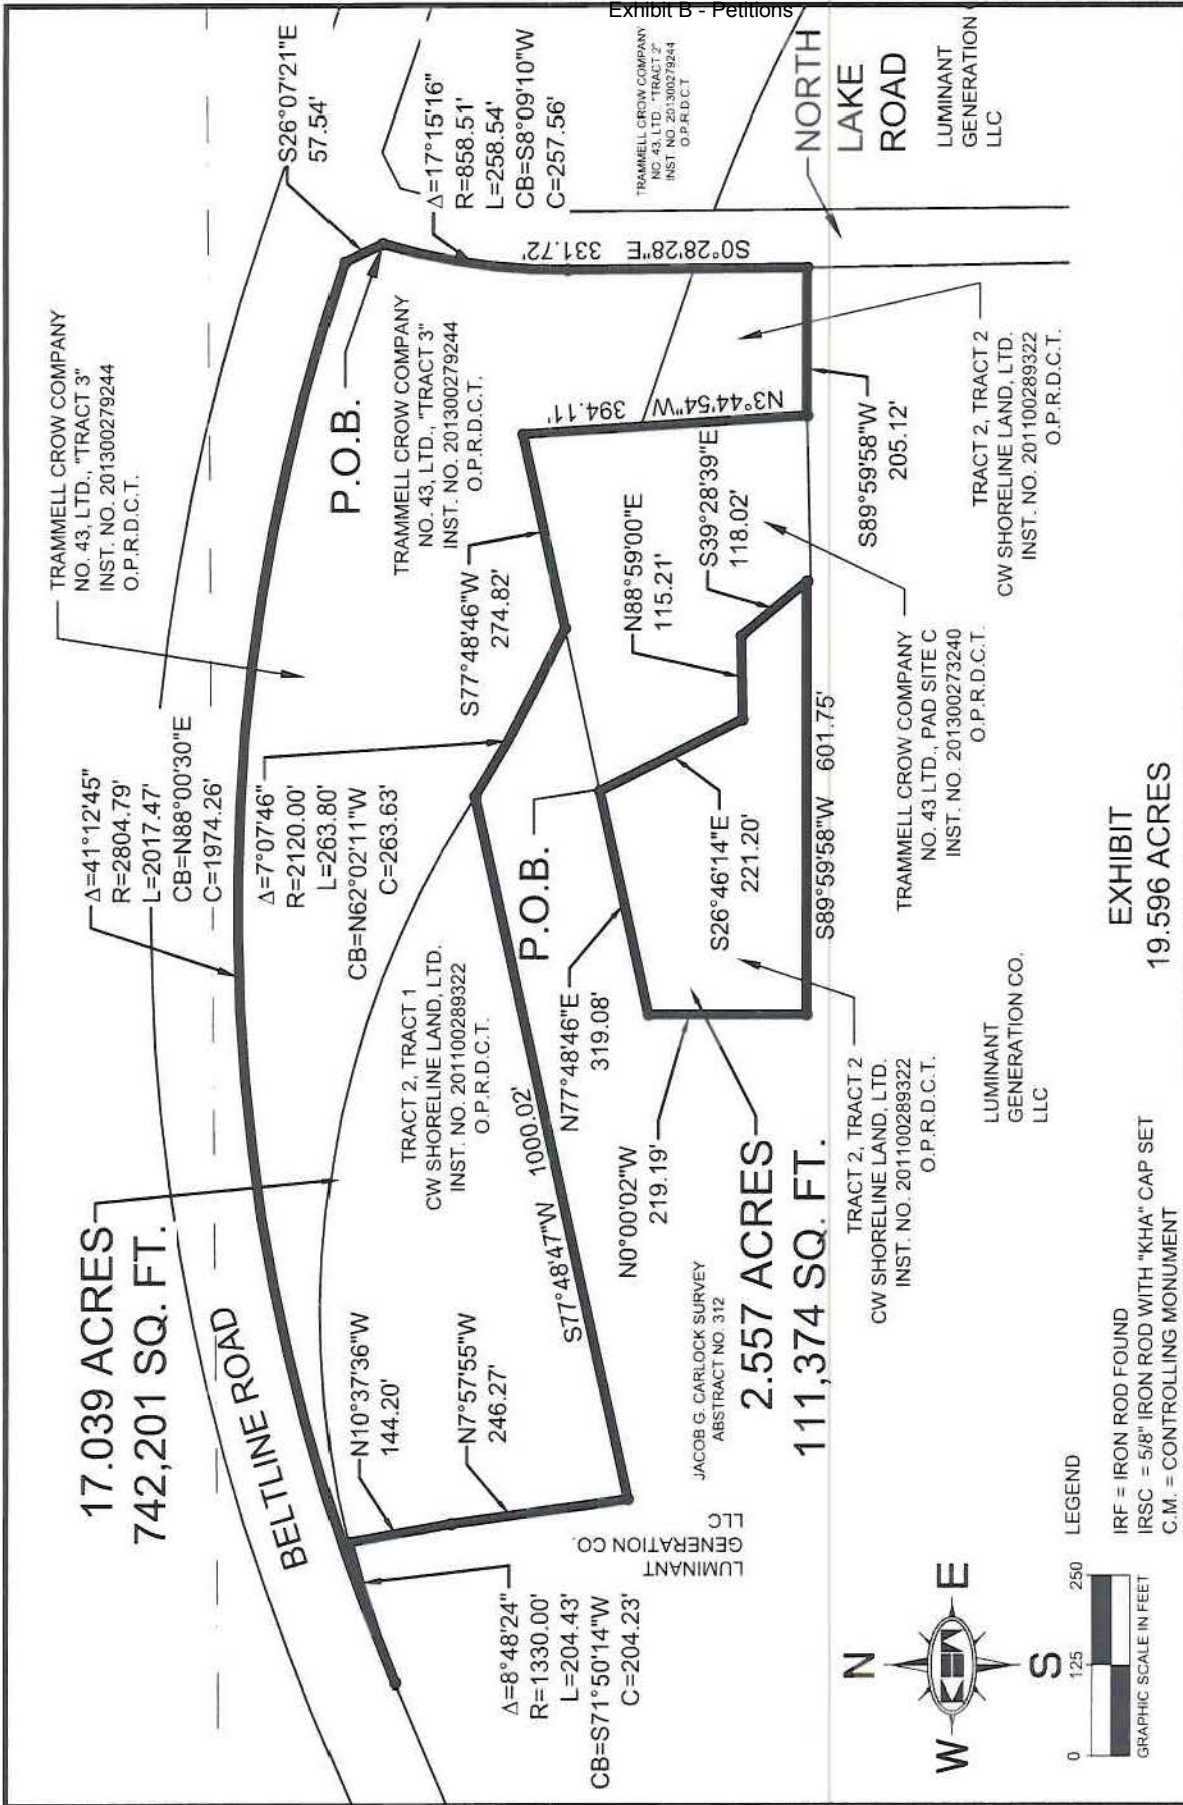 Exhibit B - Petitions
17.039 ACRES
742,201 SQ. FT.
BELTLINE ROAD
Δ=41°12'45"
R=2804.79'
L=2017.47'
CB=N88°00'30"E
C=1974.26'
TRAMMELL CROW COMPANY
NO. 43, LTD., "TRACT 3"
INST. NO. 201300279244
O.P.R.D.C.T.
S26°07'21"E
57.54'
P.O.B.
Δ=17°15'16"
R=858.51'
L=258.54'
CB=S8°09'10"W
C=257.56'
TRAMMELL CROW COMPANY
NO. 43, LTD., "TRACT 3"
INST. NO. 201300279244
O.P.R.D.C.T.
TRAMMELL CROW COMPANY
NO. 43, LTD., "TRACT 2"
INST. NO. 201300279244
O.P.R.D.C.T.
Δ=7°07'46"
R=2120.00'
L=263.80'
CB=N62°02'11"W
C=263.63'
S77°48'46"W
274.82'
S0°28'28"E 331.72'
N3°44'54"W 394.11'
NORTH
LAKE
ROAD
LUMINANT
GENERATION
LLC
N10°37'36"W
144.20'
N7°57'55"W
246.27'
TRACT 2, TRACT 1
CW SHORELINE LAND, LTD.
INST. NO. 201100289322
O.P.R.D.C.T.
S77°48'47"W 1000.02'
P.O.B.
N77°48'46"E
319.08'
N88°59'00"E
115.21'
S39°28'39"E
118.02'
S26°46'14"E
221.20'
N0°00'02"W
219.19'
S89°59'58"W 601.75'
S89°59'58"W
205.12'
TRACT 2, TRACT 2
CW SHORELINE LAND, LTD.
INST. NO. 201100289322
O.P.R.D.C.T.
TRAMMELL CROW COMPANY
NO. 43 LTD., PAD SITE C
INST. NO. 201300273240
O.P.R.D.C.T.
JACOB G. CARLOCK SURVEY
ABSTRACT NO. 312
2.557 ACRES
111,374 SQ. FT.
TRACT 2, TRACT 2
CW SHORELINE LAND, LTD.
INST. NO. 201100289322
O.P.R.D.C.T.
LUMINANT
GENERATION CO.
LLC
LUMINANT
GENERATION CO.
LLC
Δ=8°48'24"
R=1330.00'
L=204.43'
CB=S71°50'14"W
C=204.23'
N
W
E
S
KHA
0 125 250
GRAPHIC SCALE IN FEET
LEGEND
IRF = IRON ROD FOUND
IRSC = 5/8" IRON ROD WITH "KHA" CAP SET
C.M. = CONTROLLING MONUMENT
EXHIBIT
19.596 ACRES